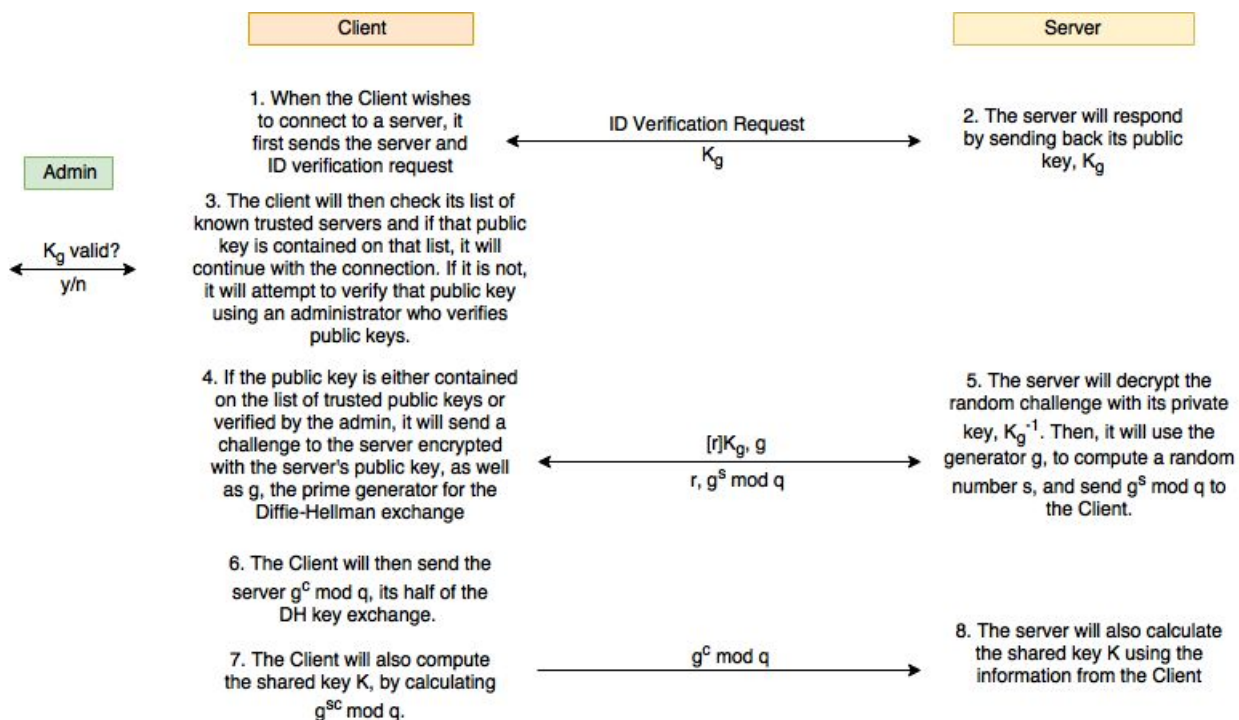 Client
Server
1. When the Client wishes
to connect to a server, it
first sends the server and
ID verification request
ID Verification Request
Kg
2. The server will respond
by sending back its public
key, Kg
Admin
Kg valid?
y/n
3. The client will then check its list of
known trusted servers and if that public
key is contained on that list, it will
continue with the connection. If it is not,
it will attempt to verify that public key
using an administrator who verifies
public keys.
4. If the public key is either contained
on the list of trusted public keys or
verified by the admin, it will send a
challenge to the server encrypted
with the server's public key, as well
as g, the prime generator for the
Diffie-Hellman exchange
[r]Kg, g
r, g^s mod q
5. The server will decrypt the
random challenge with its private
key, Kg^-1. Then, it will use the
generator g, to compute a random
number s, and send g^s mod q to
the Client.
6. The Client will then send the
server g^c mod q, its half of the
DH key exchange.
7. The Client will also compute
the shared key K, by calculating
g^sc mod q.
g^c mod q
8. The server will also calculate
the shared key K using the
information from the Client